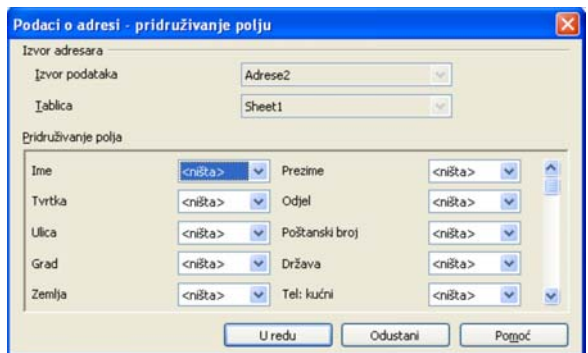 Podaci o adresi - pridruživanje polju
Izvor adresara
Izvor podataka Adrese2
Tablica Sheet1
Pridruživanje polja
Ime <ništa> Prezime <ništa>
Tvrtka <ništa> Odjel <ništa>
Ulica <ništa> Poštanski broj <ništa>
Grad <ništa> Država <ništa>
Zemlja <ništa> Tel: kućni <ništa>
U redu Odustani Pomoć